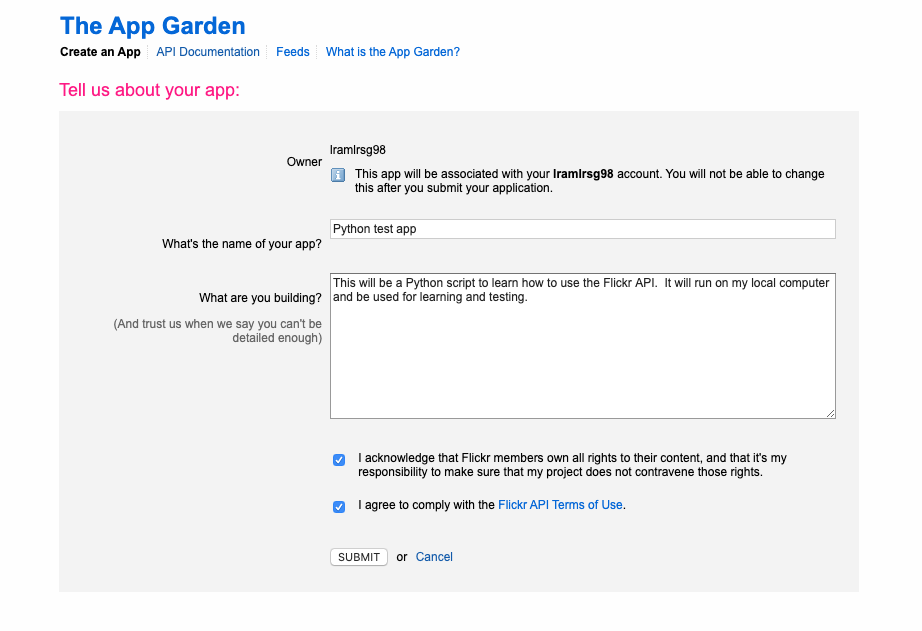 The App Garden
Create an App API Documentation Feeds What is the App Garden?
Tell us about your app:
Owner
lramlrsg98
This app will be associated with your lramlrsg98 account. You will not be able to change
this after you submit your application.
What's the name of your app?
Python test app
What are you building?
(And trust us when we say you can't be
detailed enough)
This will be a Python script to learn how to use the Flickr API.  It will run on my local computer
and be used for learning and testing.
I acknowledge that Flickr members own all rights to their content, and that it's my
responsibility to make sure that my project does not contravene those rights.
I agree to comply with the Flickr API Terms of Use.
SUBMIT or Cancel